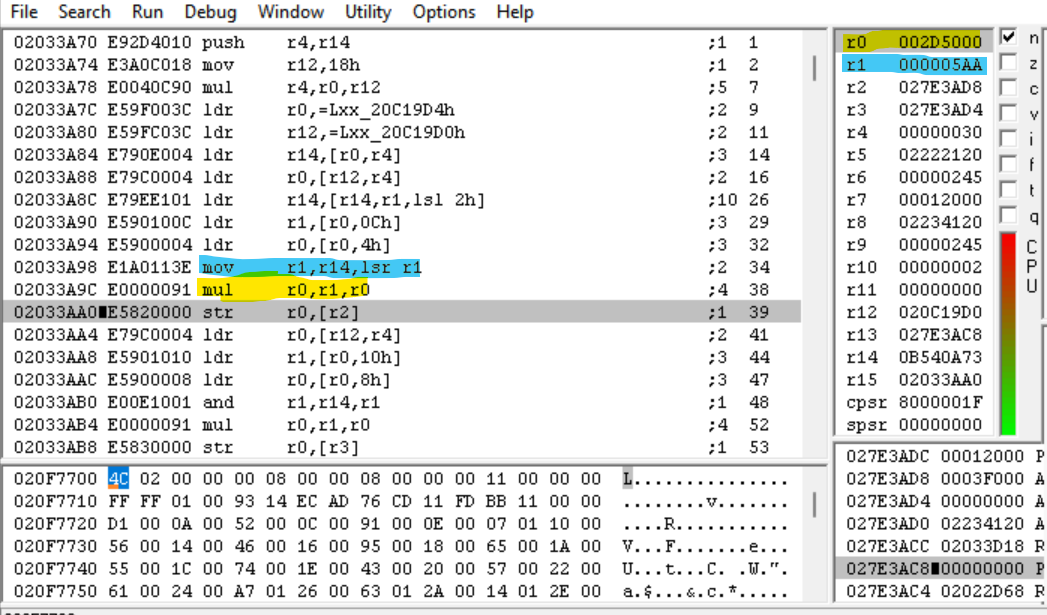 File Search Run Debug Window Utility Options Help
02033A70 E92D4010 push r4,r14 ;1 1
02033A74 E3A0C018 mov r12,18h ;1 2
02033A78 E0040C90 mul r4,r0,r12 ;5 7
02033A7C E59F003C ldr r0,=Lxx_20C19D4h ;2 9
02033A80 E59FC03C ldr r12,=Lxx_20C19D0h ;2 11
02033A84 E790E004 ldr r14,[r0,r4] ;3 14
02033A88 E79C0004 ldr r0,[r12,r4] ;2 16
02033A8C E79EE101 ldr r14,[r14,r1,lsl 2h] ;10 26
02033A90 E590100C ldr r1,[r0,0Ch] ;3 29
02033A94 E5900004 ldr r0,[r0,4h] ;3 32
02033A98 E1A0113E mov r1,r14,lsr r1 ;2 34
02033A9C E0000091 mul r0,r1,r0 ;4 38
02033AA0 E5820000 str r0,[r2] ;1 39
02033AA4 E79C0004 ldr r0,[r12,r4] ;2 41
02033AA8 E5901010 ldr r1,[r0,10h] ;3 44
02033AAC E5900008 ldr r0,[r0,8h] ;3 47
02033AB0 E00E1001 and r1,r14,r1 ;1 48
02033AB4 E0000091 mul r0,r1,r0 ;4 52
02033AB8 E5830000 str r0,[r3] ;1 53
r0 002D5000
r1 000005AA
r2 027E3AD8
r3 027E3AD4
r4 00000030
r5 02222120
r6 00000245
r7 00012000
r8 02234120
r9 00000245
r10 00000002
r11 00000000
r12 020C19D0
r13 027E3AC8
r14 0B540A73
r15 02033AA0
cpsr 8000001F
spsr 00000000
n
z
c
v
i
f
t
q
C
P
U
020F7700 4C 02 00 00 00 08 00 00 08 00 00 00 11 00 00 00 L...............
020F7710 FF FF 01 00 93 14 EC AD 76 CD 11 FD BB 11 00 00 ........v.......
020F7720 D1 00 0A 00 52 00 0C 00 91 00 0E 00 07 01 10 00 ....R...........
020F7730 56 00 14 00 46 00 16 00 95 00 18 00 65 00 1A 00 V...F.......e...
020F7740 55 00 1C 00 74 00 1E 00 43 00 20 00 57 00 22 00 U...t...C. .W.".
020F7750 61 00 24 00 A7 01 26 00 63 01 2A 00 14 01 2E 00 a.$...&.c.*.....
027E3ADC 00012000 P
027E3AD8 0003F000 A
027E3AD4 00000000 A
027E3AD0 02234120 A
027E3ACC 02033D18 R
027E3AC8 00000000 P
027E3AC4 02022D68 R